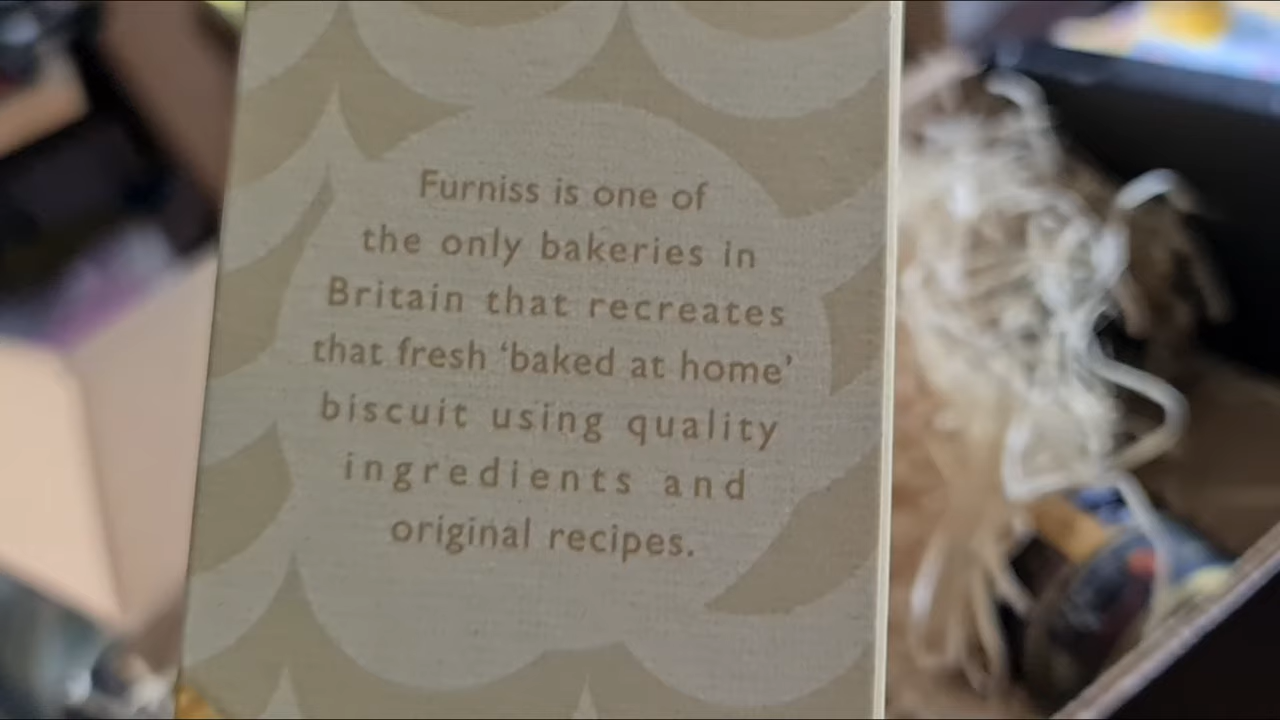 Furniss is one of
the only bakeries in
Britain that recreates
that fresh ‘baked at home’
biscuit using quality
ingredients and
original recipes.